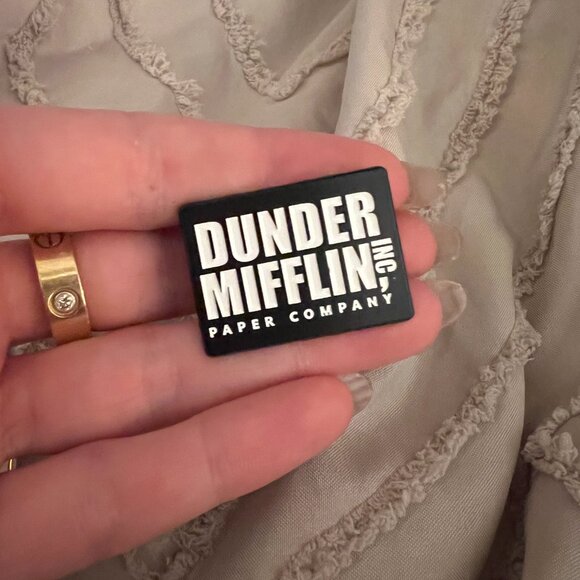 DUNDER
MIFFLIN INC,
PAPER COMPANY